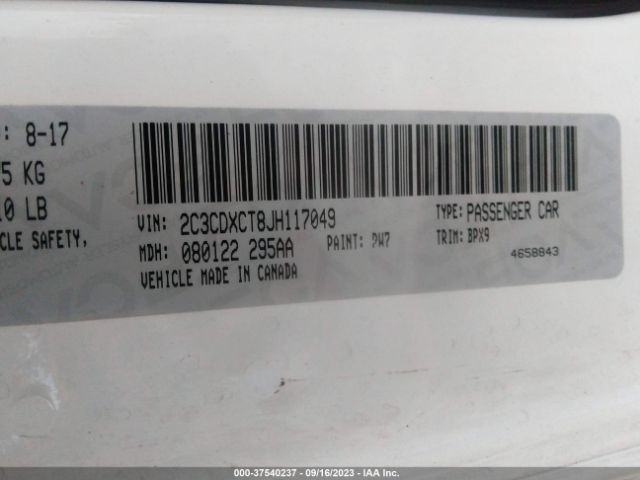 : 8-17
5 KG
0 LB
CLE SAFETY,
VIN: 2C3CDXCT8JH117049
TYPE: PASSENGER CAR
MDH: 080122 295AA
PAINT: PW7
TRIM: BPX9
VEHICLE MADE IN CANADA
4658843
000-37540237 - 09/16/2023 - IAA Inc.